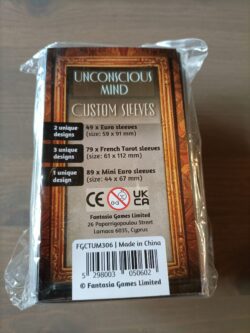 UNCONSCIOUS
MIND
CUSTOM SLEEVES
2 unique designs
49 x Euro sleeves
(size: 59 x 91 mm)
3 unique designs
79 x French Tarot sleeves
(size: 61 x 112 mm)
1 unique design
89 x Mini Euro sleeves
(size: 44 x 67 mm)
CE
0-3
UK
CA
Fantasia Games Limited
26 Papanrigopoulou Street
Larnaca 6035, Cyprus
FGCTUM306 | Made in China
5 298003 050602
© Fantasia Games Limited